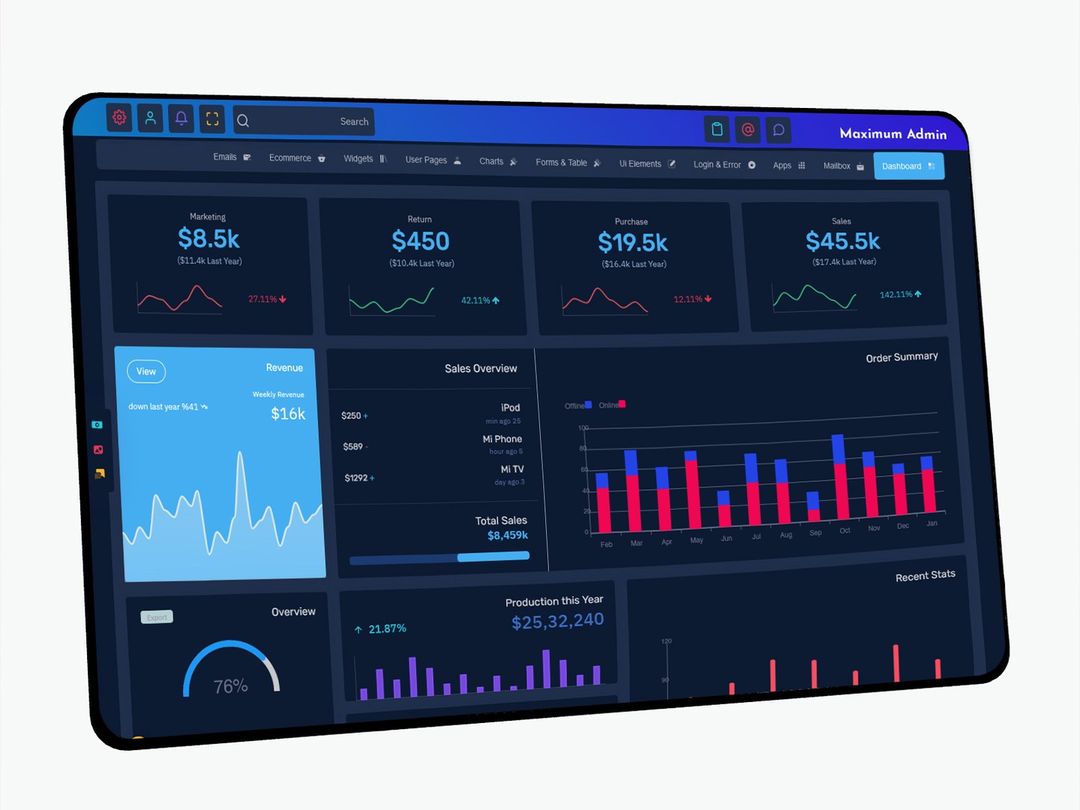 Search
Maximum Admin
Emails Ecommerce Widgets User Pages Charts Forms & Table Ui Elements Login & Error Apps Mailbox Dashboard
Marketing
$8.5k
($11.4k Last Year)
27.11%
Return
$450
($10.4k Last Year)
42.11%
Purchase
$19.5k
($16.4k Last Year)
12.11%
Sales
$45.5k
($17.4k Last Year)
142.11%
View
Revenue
Weekly Revenue
down last year %41
$16k
Sales Overview
iPod
$250 +
min ago 25
Mi Phone
$589 -
hour ago 5
Mi TV
$1292 +
day ago 3
Total Sales
$8,459k
Order Summary
Offline Online
100
80
60
40
20
0
Feb Mar Apr May Jun Jul Aug Sep Oct Nov Dec Jan
Export
Overview
76%
Production this Year
21.87%
$25,32,240
Recent Stats
120
90